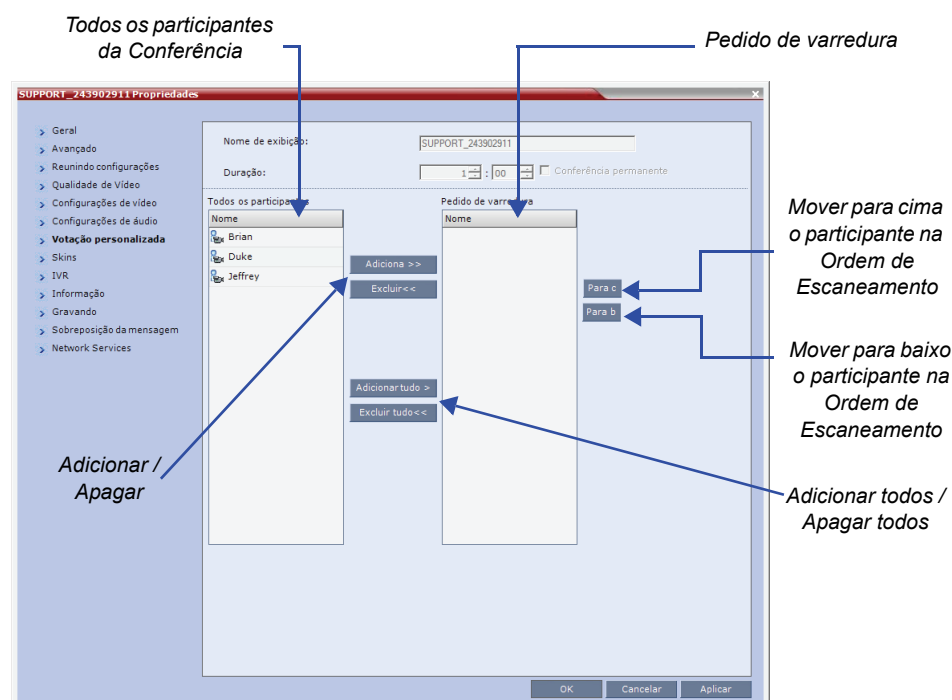 Todos os participantes
da Conferência
Pedido de varredura
SUPPORT_243902911 Propriedades
Geral
Avançado
Reunindo configurações
Qualidade de Vídeo
Configurações de vídeo
Configurações de áudio
Votação personalizada
Skins
IVR
Informação
Gravando
Sobreposição da mensagem
Network Services
Nome de exibição:
SUPPORT_243902911
Duração:
1 : 00
Conferência permanente
Todos os participantes
Nome
Brian
Duke
Jeffrey
Adiciona >>
Excluir<<
Adicionar tudo >
Excluir tudo<<
Pedido de varredura
Nome
Para c
Para b
OK
Cancelar
Aplicar
Mover para cima
o participante na
Ordem de
Escaneamento
Mover para baixo
o participante na
Ordem de
Escaneamento
Adicionar /
Apagar
Adicionar todos /
Apagar todos